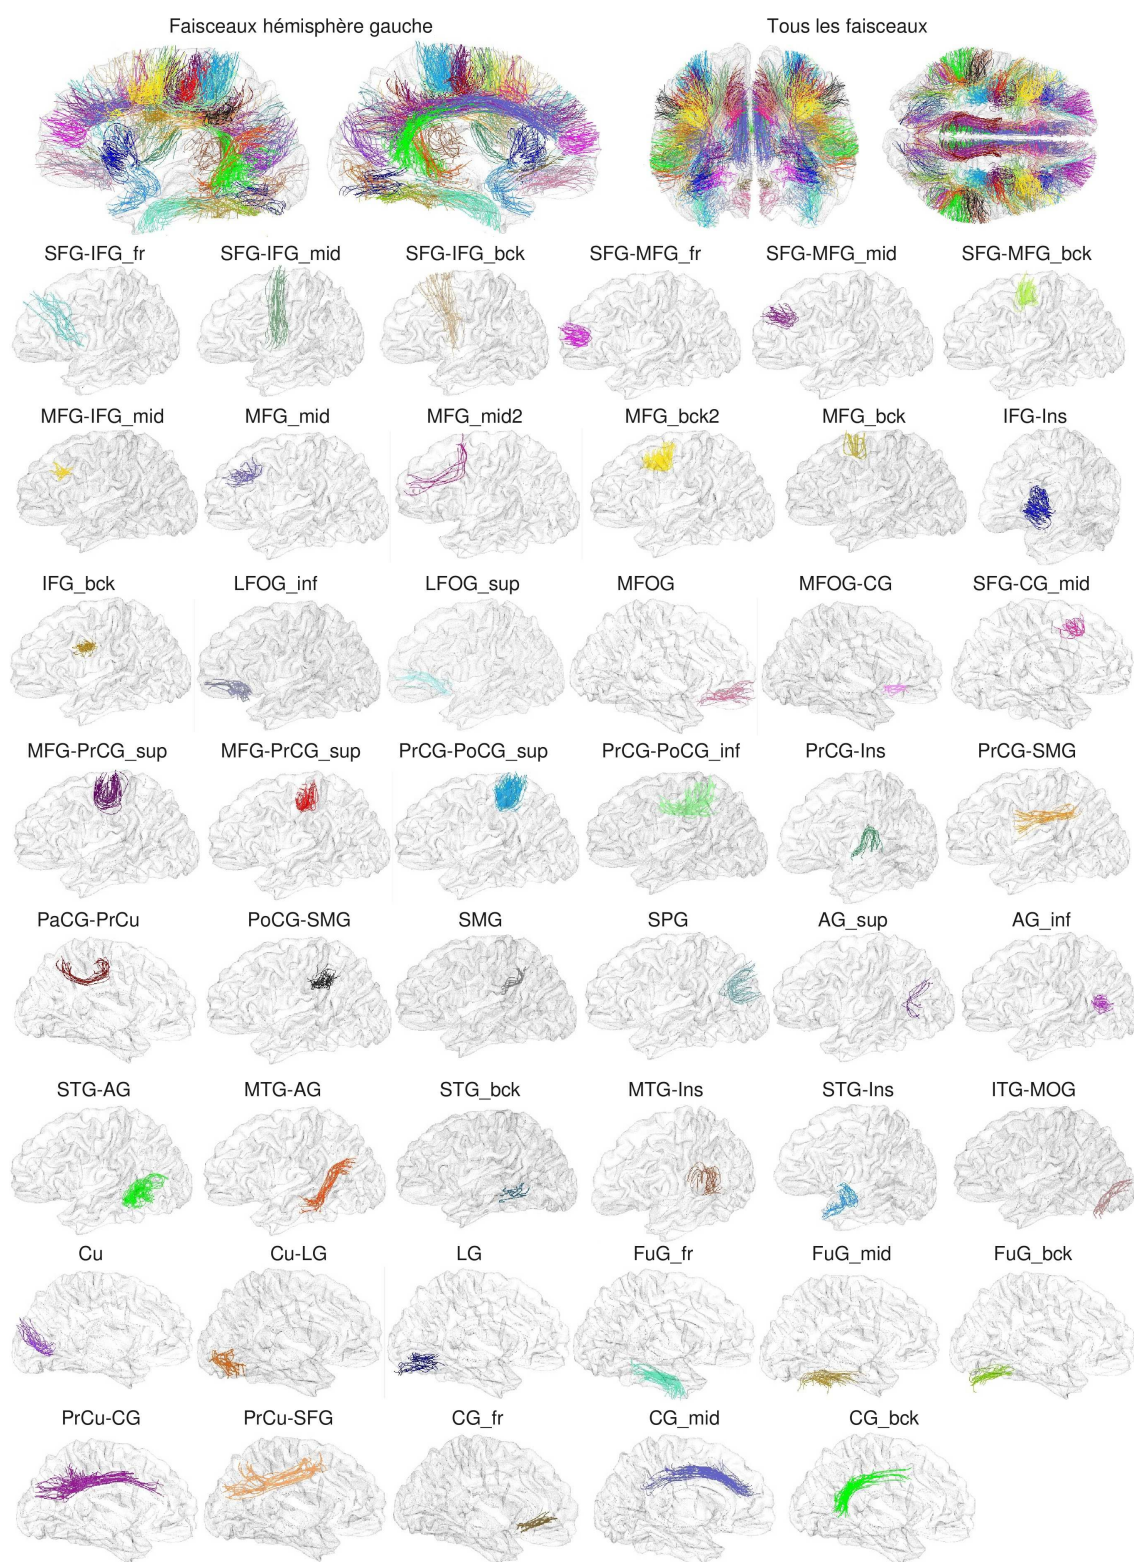 Faisceaux hémisphère gauche Tous les faisceaux
SFG-IFG_fr SFG-IFG_mid SFG-IFG_bck SFG-MFG_fr SFG-MFG_mid SFG-MFG_bck
MFG-IFG_mid MFG_mid MFG_mid2 MFG_bck2 MFG_bck IFG-Ins
IFG_bck LFOG_inf LFOG_sup MFOG MFOG-CG SFG-CG_mid
MFG-PrCG_sup MFG-PrCG_sup PrCG-PoCG_sup PrCG-PoCG_inf PrCG-Ins PrCG-SMG
PaCG-PrCu PoCG-SMG SMG SPG AG_sup AG_inf
STG-AG MTG-AG STG_bck MTG-Ins STG-Ins ITG-MOG
Cu Cu-LG LG FuG_fr FuG_mid FuG_bck
PrCu-CG PrCu-SFG CG_fr CG_mid CG_bck